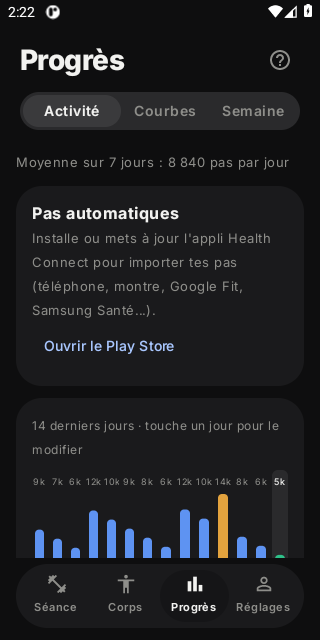 2:22
Progrès
Activité Courbes Semaine
Moyenne sur 7 jours : 8 840 pas par jour
Pas automatiques
Installe ou mets à jour l'appli Health
Connect pour importer tes pas
(téléphone, montre, Google Fit,
Samsung Santé...).
Ouvrir le Play Store
14 derniers jours · touche un jour pour le
modifier
9k 7k 6k 12k 10k 9k 8k 6k 12k 10k 14k 8k 6k 5k
Séance Corps Progrès Réglages